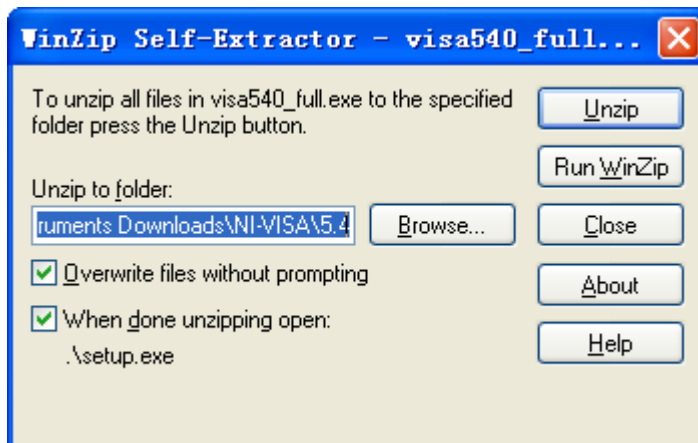 WinZip Self-Extractor - visa540_full...
To unzip all files in visa540_full.exe to the specified
folder press the Unzip button.
Unzip
Run WinZip
Unzip to folder:
ruments Downloads\NI-VISA\5.4
Browse...
Close
Overwrite files without prompting
About
When done unzipping open:
.\setup.exe
Help